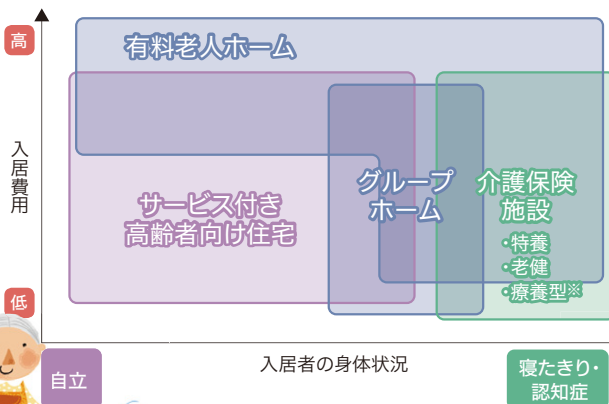 高
有料老人ホーム
入居費用
サービス付き
高齢者向け住宅
グループ
ホーム
介護保険
施設
・特養
・老健
・療養型※
低
入居者の身体状況
自立
寝たきり・
認知症